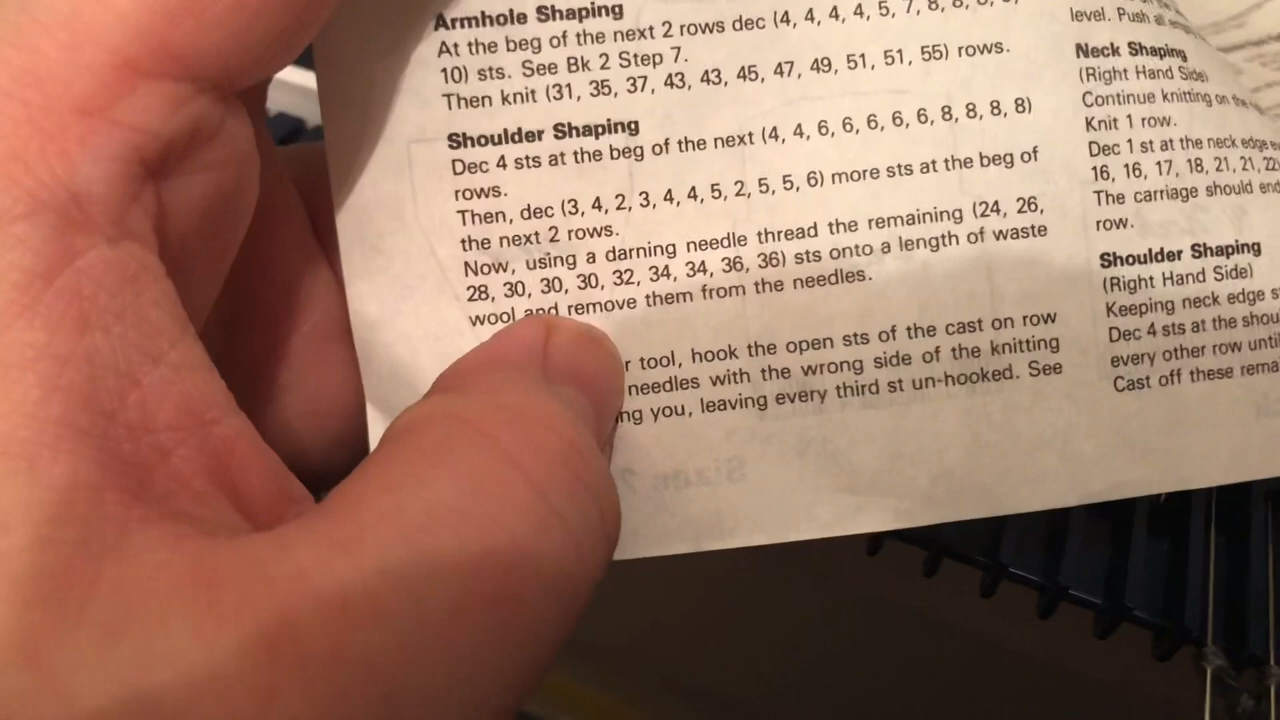 Armhole Shaping
At the beg of the next 2 rows dec (4, 4, 4, 4, 5, 7, 8, 8,
10) sts. See Bk 2 Step 7.
Then knit (31, 35, 37, 43, 43, 45, 47, 49, 51, 51, 55) rows.
Shoulder Shaping
Dec 4 sts at the beg of the next (4, 4, 6, 6, 6, 6, 6, 8, 8, 8, 8)
rows.
Then, dec (3, 4, 2, 3, 4, 4, 5, 2, 5, 5, 6) more sts at the beg of
the next 2 rows.
Now, using a darning needle thread the remaining (24, 26,
28, 30, 30, 30, 32, 34, 34, 36, 36) sts onto a length of waste
wool and remove them from the needles.
tool, hook the open sts of the cast on row
needles with the wrong side of the knitting
you, leaving every third st un-hooked. See
level. Push
Neck Shaping
(Right Hand Side)
Continue knitting on the
Knit 1 row.
Dec 1 st at the neck edge
16, 16, 17, 18, 21, 21, 22
The carriage should end
row.
Shoulder Shaping
(Right Hand Side)
Keeping neck edge
Dec 4 sts at the
every other row
Cast off these